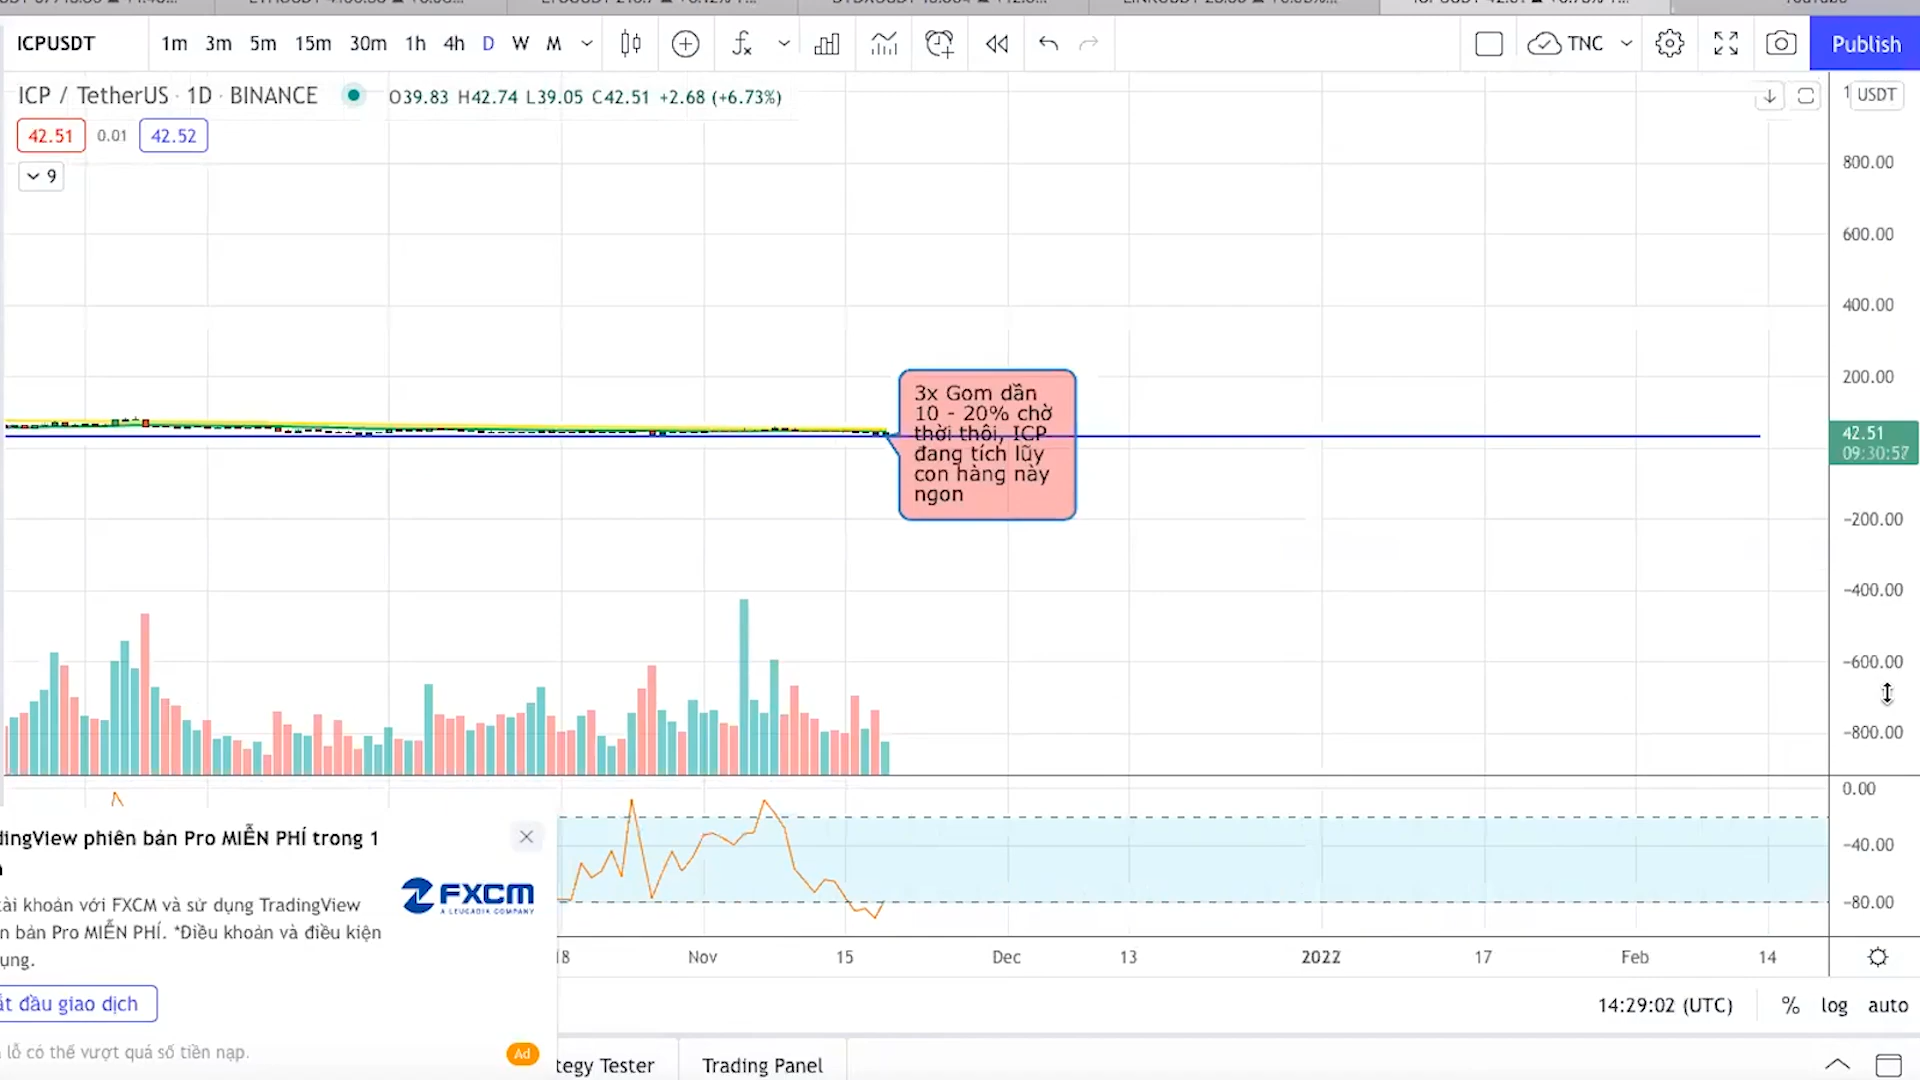 ICPUSDT
1m 3m 5m 15m 30m 1h 4h D W M
TNC
Publish
ICP / TetherUS · 1D · BINANCE O39.83 H42.74 L39.05 C42.51 +2.68 (+6.73%)
USDT
42.51 0.01 42.52
9
800.00
600.00
400.00
200.00
3x Gom dần
10 - 20% chờ
thời thôi, ICP
đang tích lũy
con hàng này
ngon
42.51
09:30:57
−200.00
−400.00
−600.00
−800.00
0.00
−40.00
−80.00
dingView phiên bản Pro MIỄN PHÍ trong 1
tài khoản với FXCM và sử dụng TradingView
n bản Pro MIỄN PHÍ. *Điều khoản và điều kiện
ụng.
FXCM
A LEUCADIA COMPANY
ắt đầu giao dịch
lỗ có thể vượt quá số tiền nạp.
Ad
18 Nov 15 Dec 13 2022 17 Feb 14
14:29:02 (UTC) % log auto
tegy Tester Trading Panel